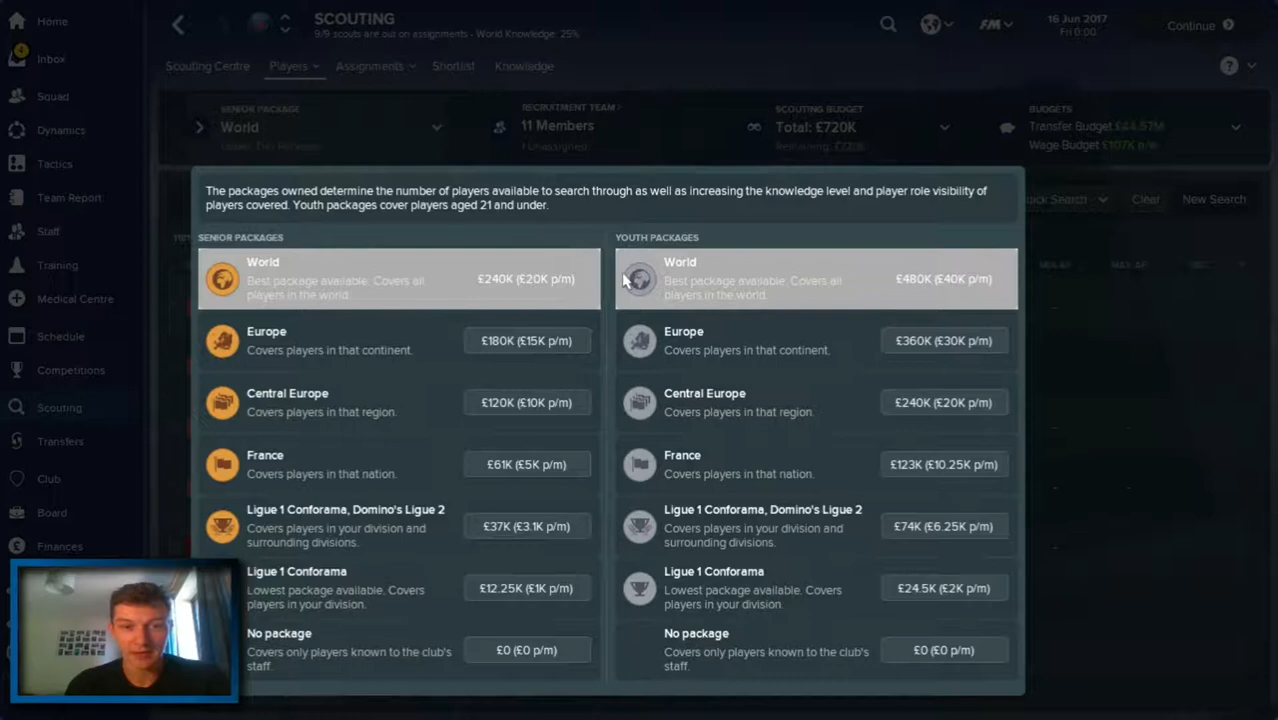 Home
SCOUTING
9/9 scouts are out on assignments - World Knowledge: 25%
FM
16 Jun 2017
Fri 0:00
Continue
4
Inbox
Scouting Centre
Players
Assignments
Shortlist
Knowledge
Squad
Dynamics
Tactics
Team Report
Staff
Training
Medical Centre
Schedule
Competitions
Scouting
Transfers
Club
Board
Finances
SENIOR PACKAGE
World
RECRUITMENT TEAM >
11 Members
1 Unassigned
SCOUTING BUDGET
Total: £720K
BUDGETS
Transfer Budget £44.57M
Wage Budget £107K p/w
Quick Search
Clear
New Search
The packages owned determine the number of players available to search through as well as increasing the knowledge level and player role visibility of
players covered. Youth packages cover players aged 21 and under.
SENIOR PACKAGES
World
Best package available. Covers all
players in the world.
£240K (£20K p/m)
Europe
Covers players in that continent.
£180K (£15K p/m)
Central Europe
Covers players in that region.
£120K (£10K p/m)
France
Covers players in that nation.
£61K (£5K p/m)
Ligue 1 Conforama, Domino's Ligue 2
Covers players in your division and
surrounding divisions.
£37K (£3.1K p/m)
Ligue 1 Conforama
Lowest package available. Covers
players in your division.
£12.25K (£1K p/m)
No package
Covers only players known to the club's
staff.
£0 (£0 p/m)
YOUTH PACKAGES
World
Best package available. Covers all
players in the world.
£480K (£40K p/m)
Europe
Covers players in that continent.
£360K (£30K p/m)
Central Europe
Covers players in that region.
£240K (£20K p/m)
France
Covers players in that nation.
£123K (£10.25K p/m)
Ligue 1 Conforama, Domino's Ligue 2
Covers players in your division and
surrounding divisions.
£74K (£6.25K p/m)
Ligue 1 Conforama
Lowest package available. Covers
players in your division.
£24.5K (£2K p/m)
No package
Covers only players known to the club's
staff.
£0 (£0 p/m)